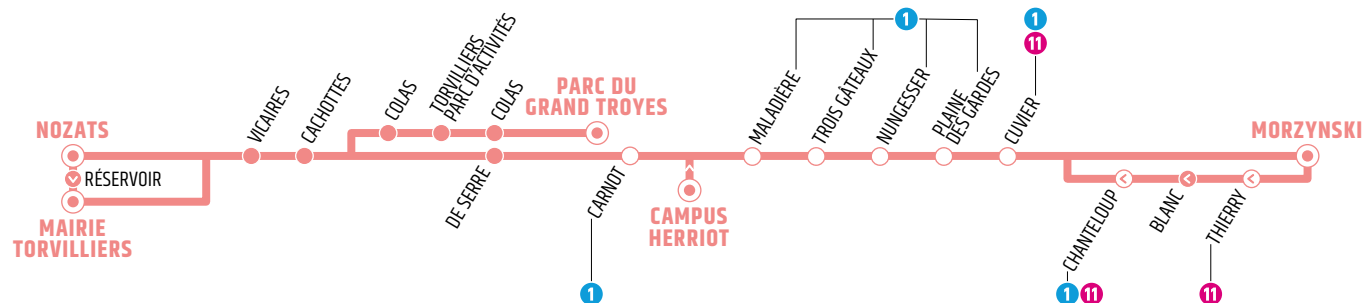 NOZATS
RÉSERVOIR
MAIRIE
TORVILLIERS
VICAIRES
CACHOTTES
COLAS
TORVILLIERS
PARC D'ACTIVITÉS
COLAS
PARC DU
GRAND TROYES
DE SERRE
CARNOT
1
CAMPUS
HERRIOT
MALADIÈRE
TROIS GÂTEAUX
1
NUNGESSER
PLAINE
DES GARDES
1
11
CUVIER
CHANTELOUP
1 11
BLANC
THIERRY
11
MORZYNSKI